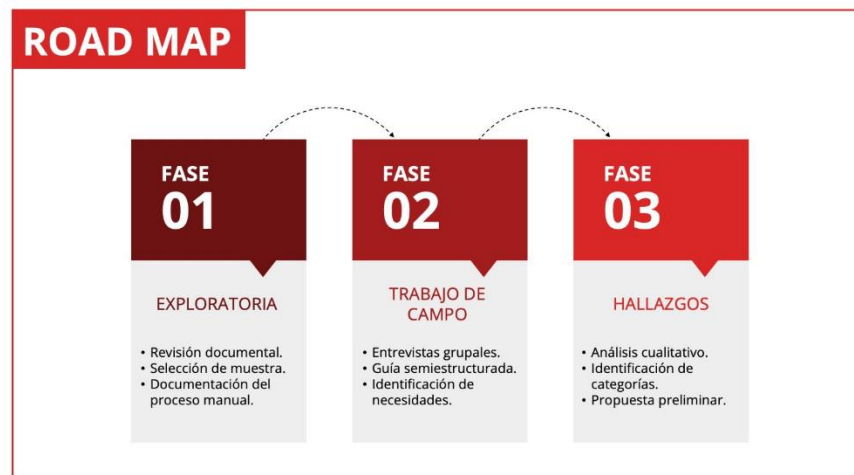 ROAD MAP
FASE
01
EXPLORATORIA
• Revisión documental.
• Selección de muestra.
• Documentación del
proceso manual.
FASE
02
TRABAJO DE
CAMPO
• Entrevistas grupales.
• Guía semiestructurada.
• Identificación de
necesidades.
FASE
03
HALLAZGOS
• Análisis cualitativo.
• Identificación de
categorías.
• Propuesta preliminar.